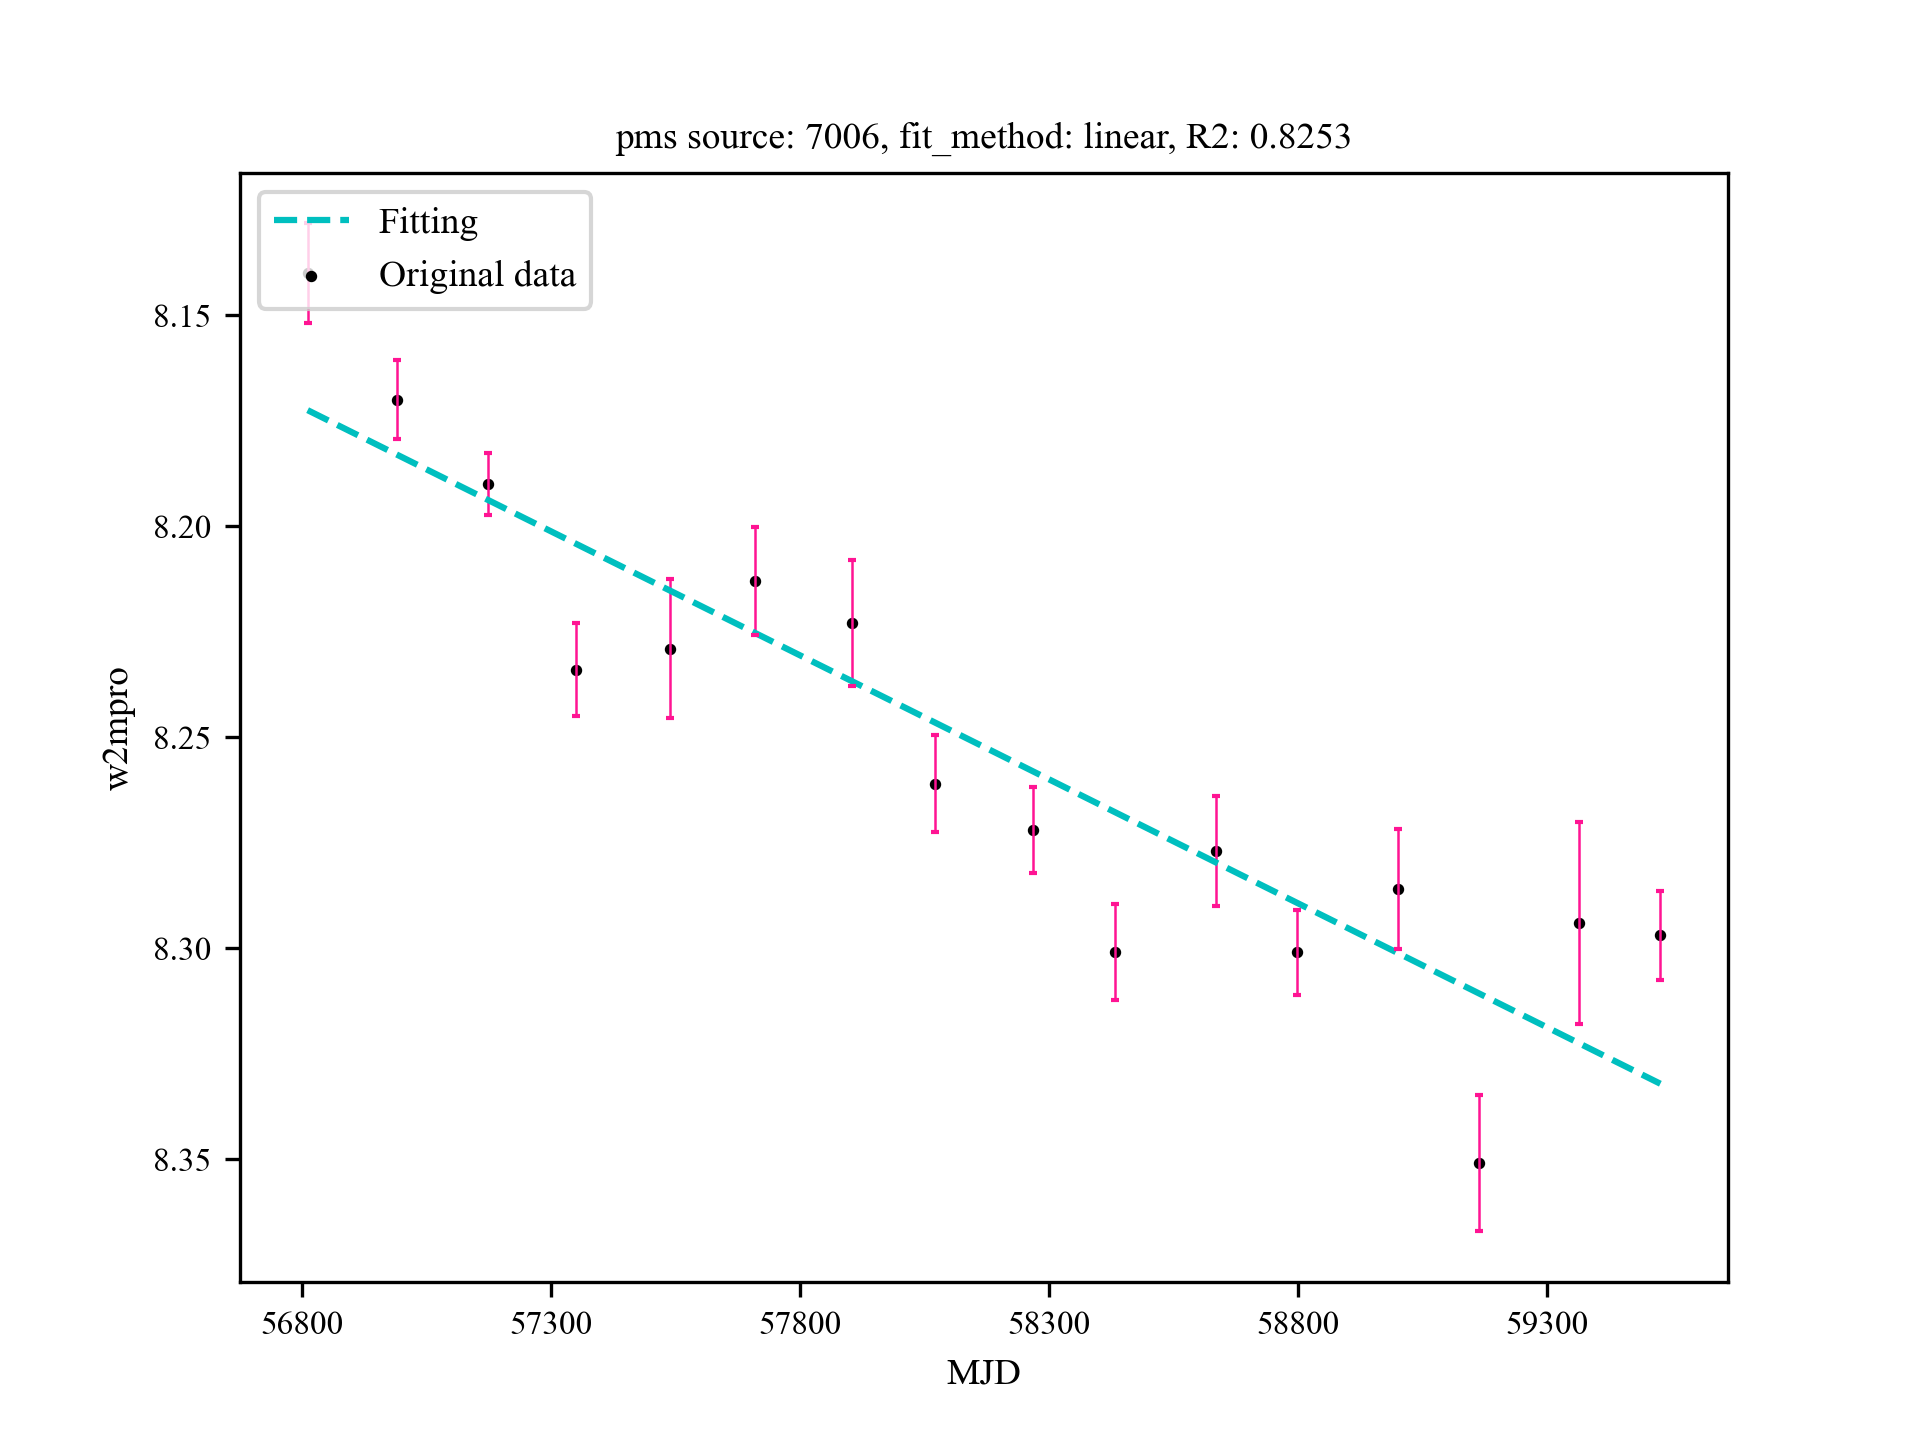 pms source: 7006, fit_method: linear, R2: 0.8253
Fitting
Original data
8.15
8.20
8.25
8.30
8.35
w2mpro
56800 57300 57800 58300 58800 59300
MJD